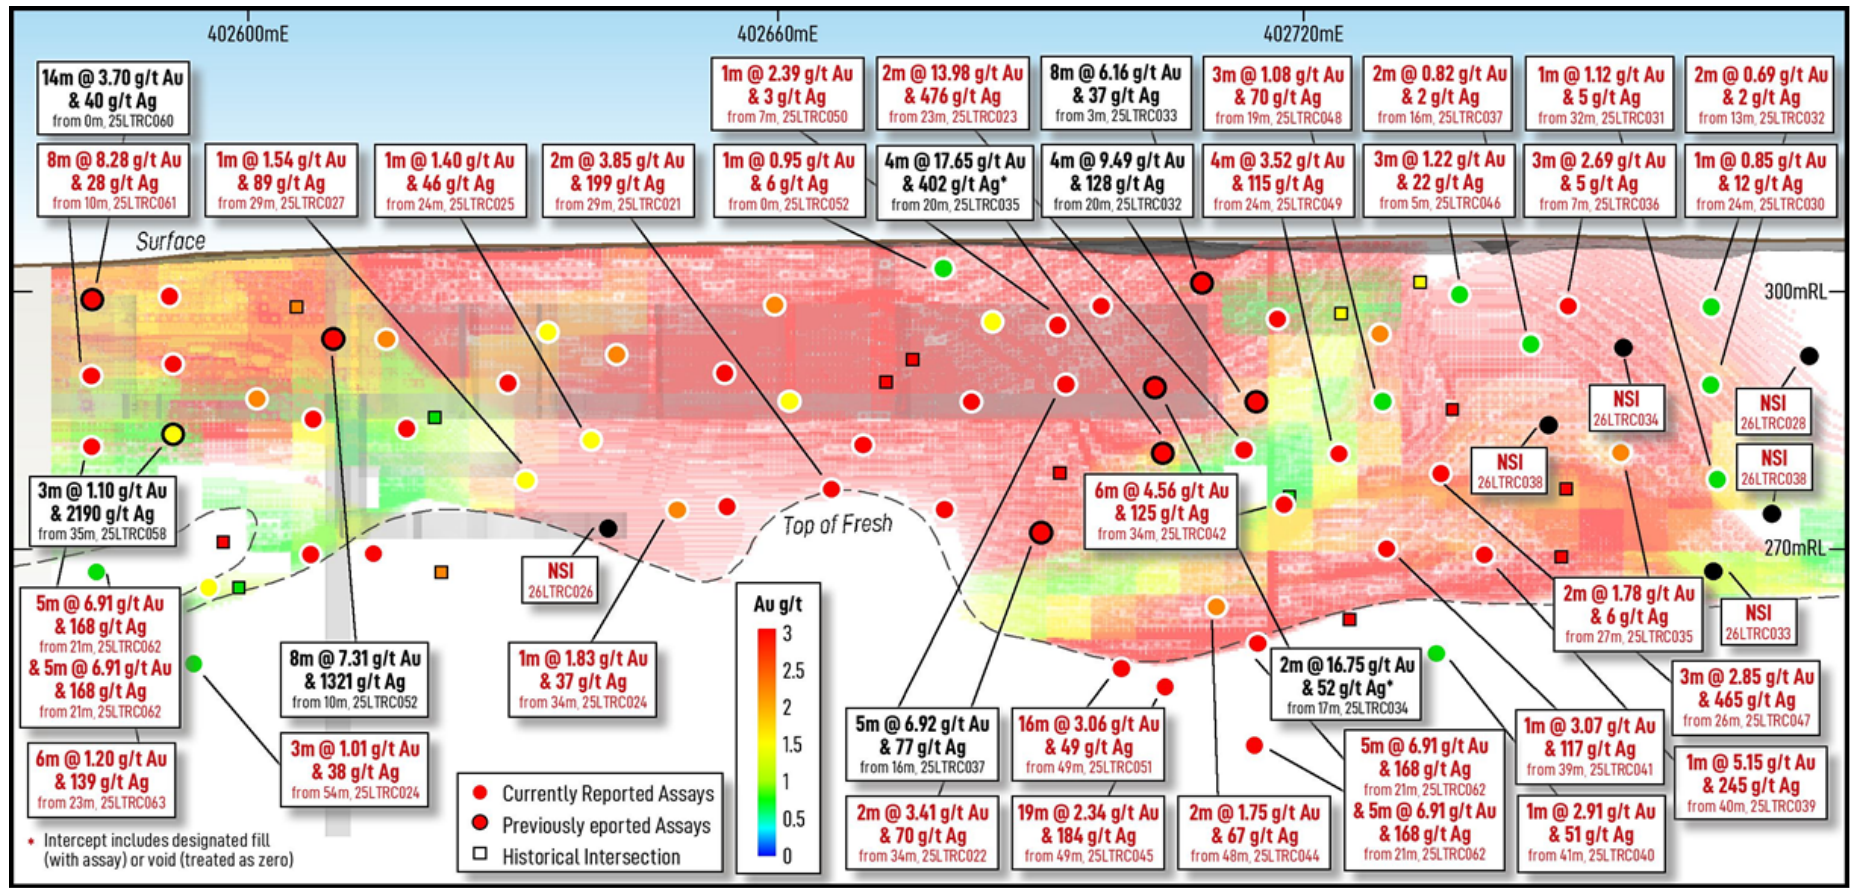 402600mE
402660mE
402720mE
14m @ 3.70 g/t Au
& 40 g/t Ag
from 0m, 25LTRC060
1m @ 2.39 g/t Au
& 3 g/t Ag
from 7m, 25LTRC050
2m @ 13.98 g/t Au
& 476 g/t Ag
from 23m, 25LTRC023
8m @ 6.16 g/t Au
& 37 g/t Ag
from 3m, 25LTRC033
3m @ 1.08 g/t Au
& 70 g/t Ag
from 19m, 25LTRC048
2m @ 0.82 g/t Au
& 2 g/t Ag
from 16m, 25LTRC037
1m @ 1.12 g/t Au
& 5 g/t Ag
from 32m, 25LTRC031
2m @ 0.69 g/t Au
& 2 g/t Ag
from 13m, 25LTRC032
8m @ 8.28 g/t Au
& 28 g/t Ag
from 10m, 25LTRC061
1m @ 1.54 g/t Au
& 89 g/t Ag
from 29m, 25LTRC027
1m @ 1.40 g/t Au
& 46 g/t Ag
from 24m, 25LTRC025
2m @ 3.85 g/t Au
& 199 g/t Ag
from 29m, 25LTRC021
1m @ 0.95 g/t Au
& 6 g/t Ag
from 0m, 25LTRC052
4m @ 17.65 g/t Au
& 402 g/t Ag*
from 20m, 25LTRC035
4m @ 9.49 g/t Au
& 128 g/t Ag
from 20m, 25LTRC032
4m @ 3.52 g/t Au
& 115 g/t Ag
from 24m, 25LTRC049
3m @ 1.22 g/t Au
& 22 g/t Ag
from 5m, 25LTRC046
3m @ 2.69 g/t Au
& 5 g/t Ag
from 7m, 25LTRC036
1m @ 0.85 g/t Au
& 12 g/t Ag
from 24m, 25LTRC030
Surface
300mRL
NSI
26LTRC034
NSI
26LTRC028
NSI
26LTRC038
NSI
26LTRC038
3m @ 1.10 g/t Au
& 2190 g/t Ag
from 35m, 25LTRC058
6m @ 4.56 g/t Au
& 125 g/t Ag
from 34m, 25LTRC042
Top of Fresh
270mRL
NSI
26LTRC026
5m @ 6.91 g/t Au
& 168 g/t Ag
from 21m, 25LTRC062
& 5m @ 6.91 g/t Au
& 168 g/t Ag
from 21m, 25LTRC062
2m @ 1.78 g/t Au
& 6 g/t Ag
from 27m, 25LTRC035
NSI
26LTRC033
8m @ 7.31 g/t Au
& 1321 g/t Ag
from 10m, 25LTRC052
1m @ 1.83 g/t Au
& 37 g/t Ag
from 34m, 25LTRC024
Au g/t
3
2.5
2
1.5
1
0.5
0
2m @ 16.75 g/t Au
& 52 g/t Ag*
from 17m, 25LTRC034
3m @ 2.85 g/t Au
& 465 g/t Ag
from 26m, 25LTRC047
6m @ 1.20 g/t Au
& 139 g/t Ag
from 23m, 25LTRC063
3m @ 1.01 g/t Au
& 38 g/t Ag
from 54m, 25LTRC024
5m @ 6.92 g/t Au
& 77 g/t Ag
from 16m, 25LTRC037
16m @ 3.06 g/t Au
& 49 g/t Ag
from 49m, 25LTRC051
5m @ 6.91 g/t Au
& 168 g/t Ag
from 21m, 25LTRC062
& 5m @ 6.91 g/t Au
& 168 g/t Ag
from 21m, 25LTRC062
1m @ 3.07 g/t Au
& 117 g/t Ag
from 39m, 25LTRC041
1m @ 5.15 g/t Au
& 245 g/t Ag
from 40m, 25LTRC039
2m @ 3.41 g/t Au
& 70 g/t Ag
from 34m, 25LTRC022
19m @ 2.34 g/t Au
& 184 g/t Ag
from 49m, 25LTRC045
2m @ 1.75 g/t Au
& 67 g/t Ag
from 48m, 25LTRC044
1m @ 2.91 g/t Au
& 51 g/t Ag
from 41m, 25LTRC040
Currently Reported Assays
Previously eported Assays
Historical Intersection
* Intercept includes designated fill
(with assay) or void (treated as zero)